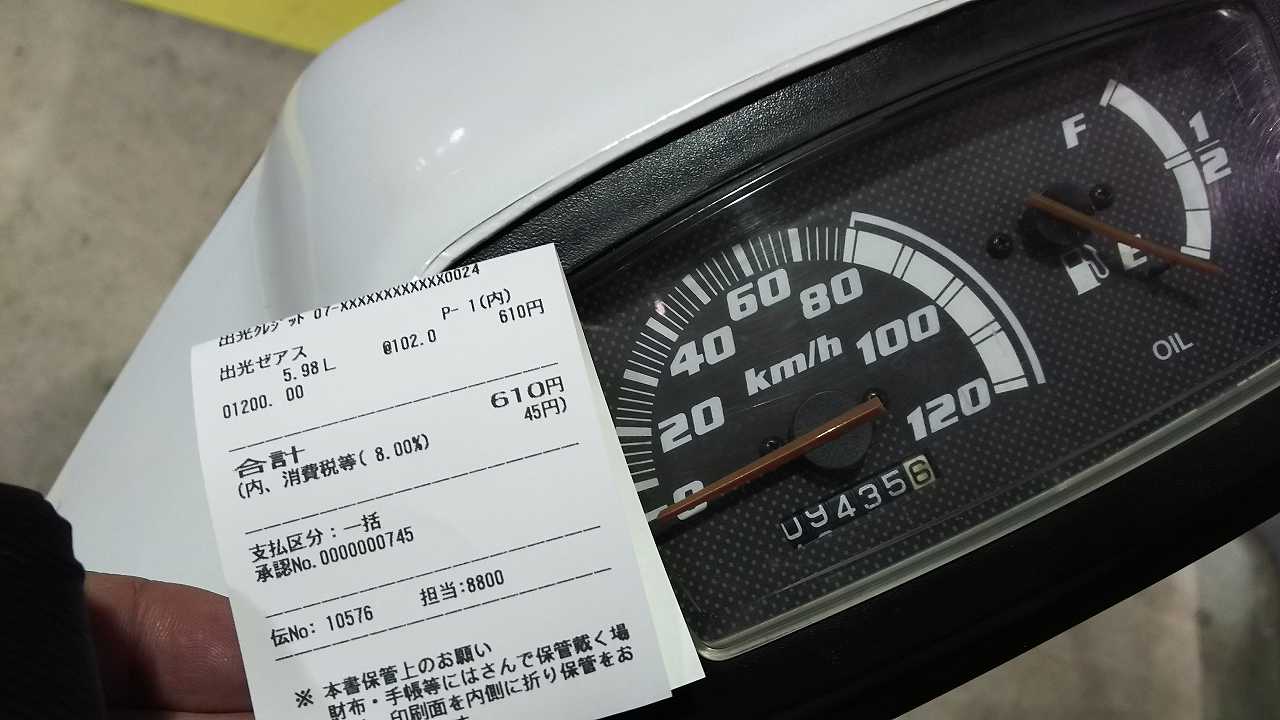 出光クレジット 07-XXXXXXXXXXXX0024
P- 1(内)
出光ゼアス
5.98L @102.0 610円
01200. 00
合計 610円
(内、消費税等( 8.00%) 45円)
支払区分:一括
承認No.0000000745
伝No: 10576 担当:8800
※ 本書保管上のお願い
財布・手帳等にはさんで保管戴く場
印刷面を内側に折り保管をお
0
20
40
60
80
100
120
km/h
094356
F
1/2
E
OIL